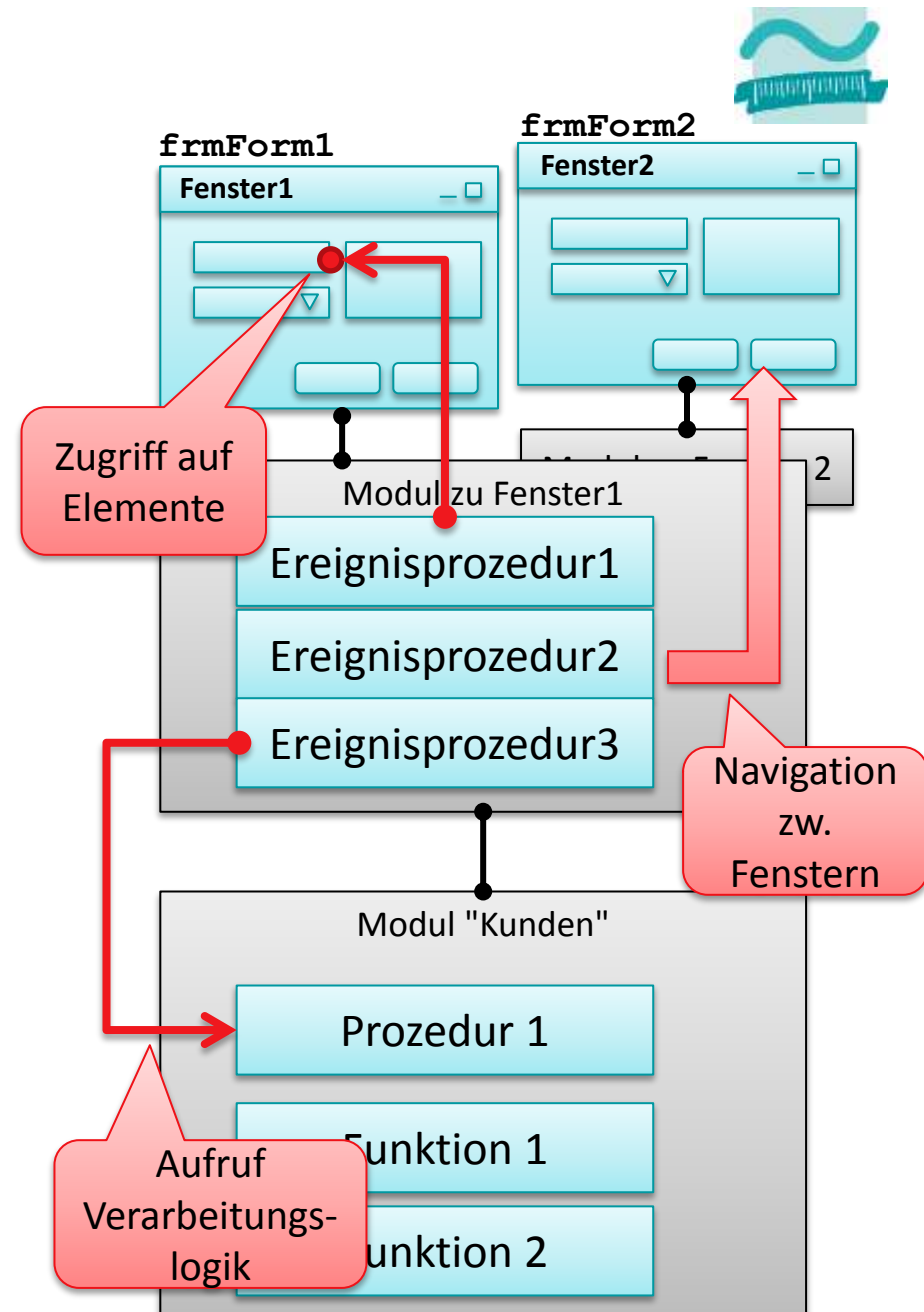 frmForm1
frmForm2
Fenster1
Fenster2
Zugriff auf
Elemente
2
Modul zu Fenster1
Ereignisprozedur1
Ereignisprozedur2
Ereignisprozedur3
Navigation
zw.
Fenstern
Modul "Kunden"
Prozedur 1
unktion 1
Aufruf
Verarbeitungs-
logik
unktion 2